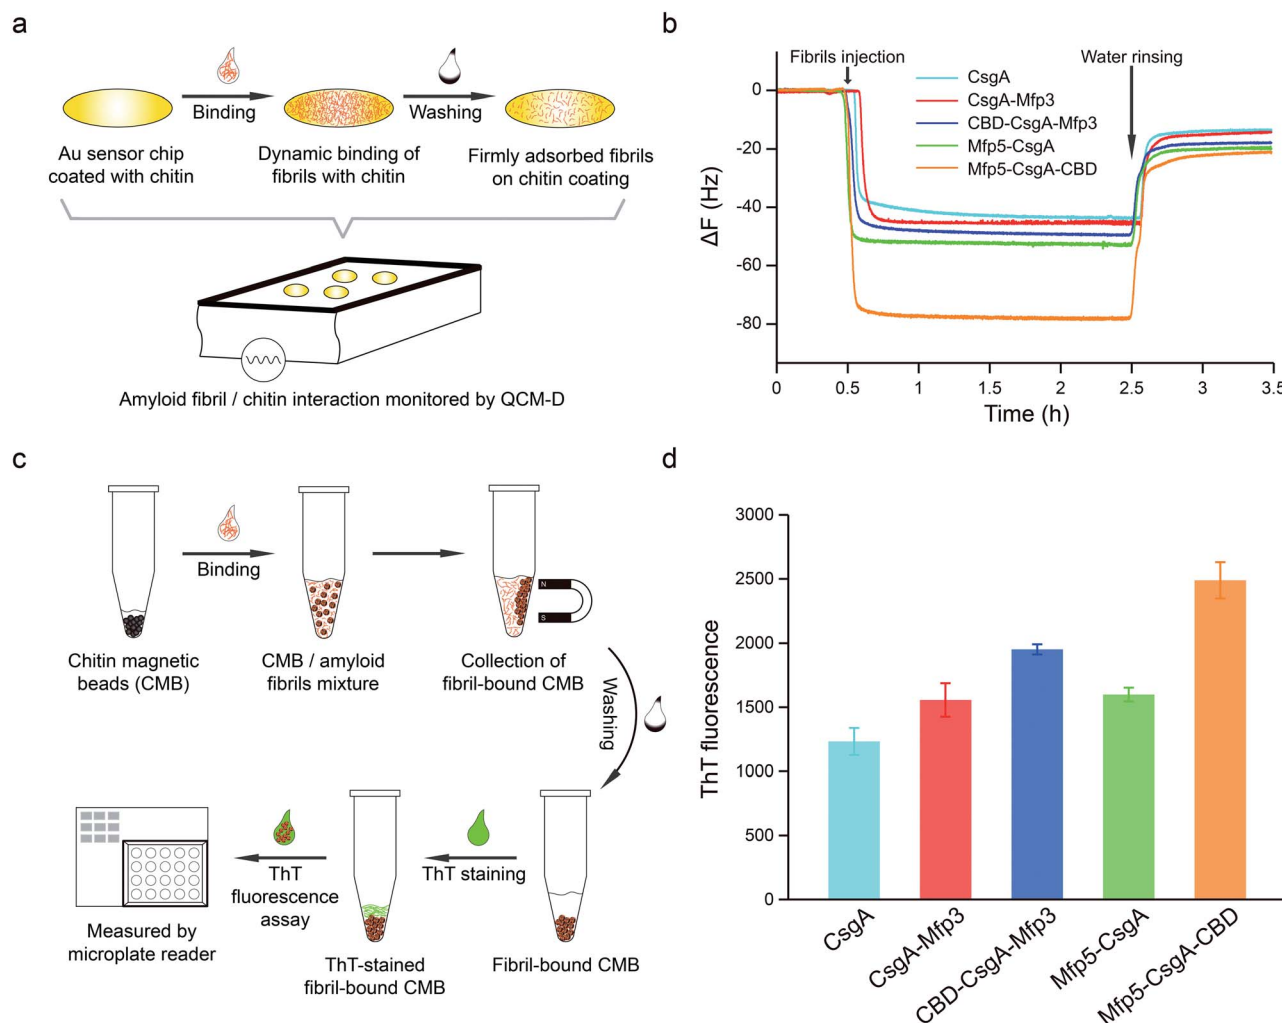 a
Binding
Washing
Au sensor chip
coated with chitin
Dynamic binding of
fibrils with chitin
Firmly adsorbed fibrils
on chitin coating
Amyloid fibril / chitin interaction monitored by QCM-D
b
Fibrils injection
Water rinsing
CsgA
CsgA-Mfp3
CBD-CsgA-Mfp3
Mfp5-CsgA
Mfp5-CsgA-CBD
0
-20
-40
-60
-80
ΔF (Hz)
0
0.5
1
1.5
2
2.5
3
3.5
Time (h)
c
Binding
N
S
Chitin magnetic
beads (CMB)
CMB / amyloid
fibrils mixture
Collection of
fibril-bound CMB
Washing
ThT staining
ThT
fluorescence
assay
Measured by
microplate reader
ThT-stained
fibril-bound CMB
Fibril-bound CMB
d
3000
2500
2000
1500
1000
500
0
ThT fluorescence
CsgA
CsgA-Mfp3
CBD-CsgA-Mfp3
Mfp5-CsgA
Mfp5-CsgA-CBD